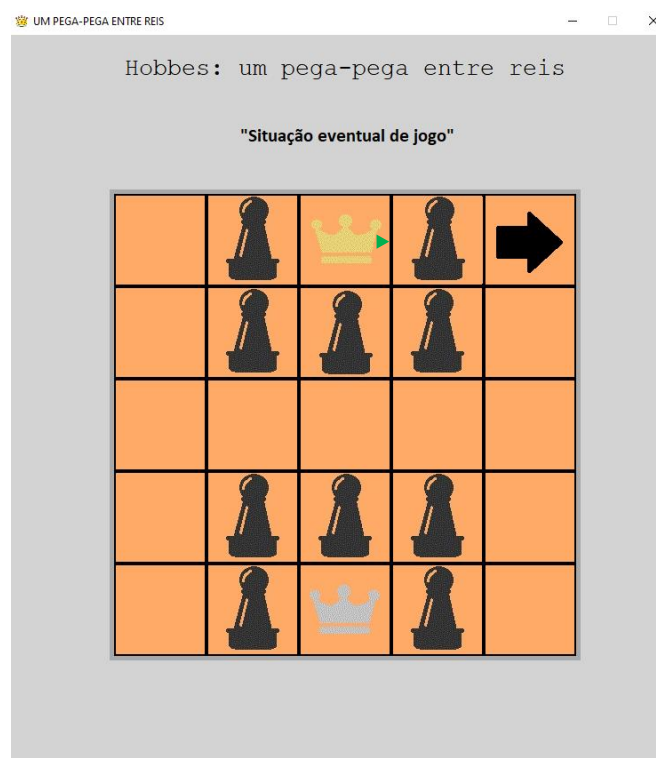 UM PEGA-PEGA ENTRE REIS
Hobbes: um pega-pega entre reis
"Situação eventual de jogo"